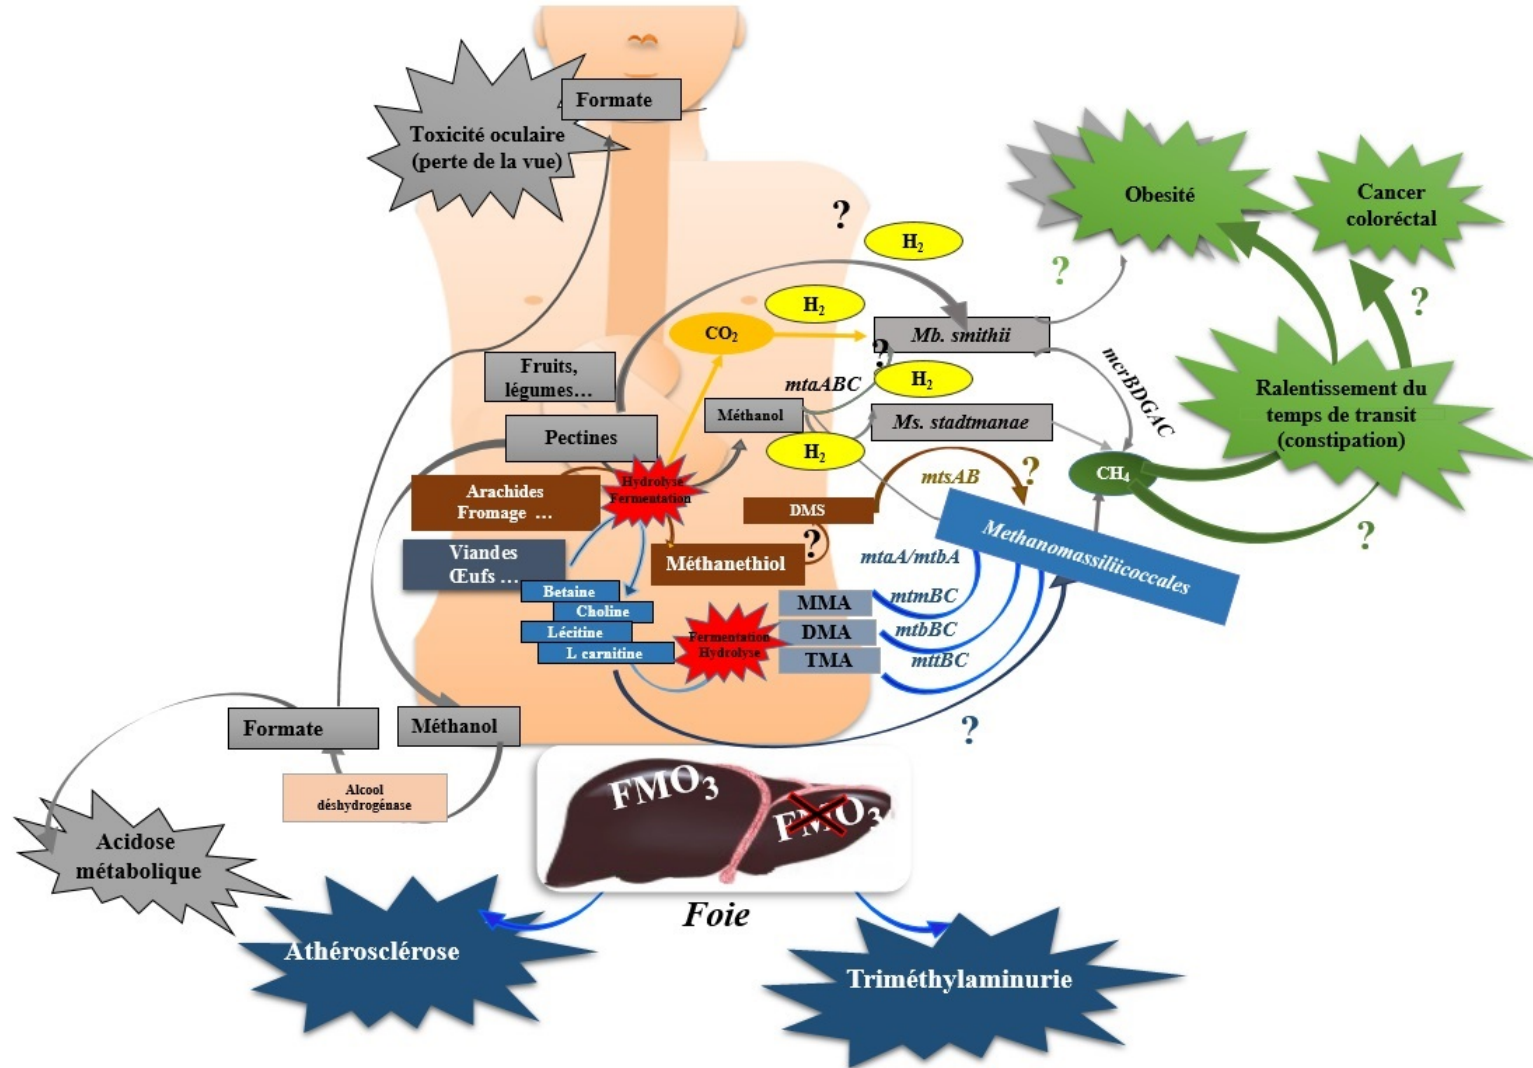 Formate
Toxicité oculaire
(perte de la vue)
Obesité
Cancer
coloréctal
?
H₂
?
?
H₂
CO₂
Mb. smithii
?
?
mcrBDGAC
Fruits,
légumes…
H₂
mtaABC
Ralentissement du
temps de transit
(constipation)
Méthanol
Pectines
Ms. stadtmanae
H₂
CH₄
Hydrolyse
Fermentation
Arachides
Fromage …
mtsAB
?
DMS
?
?
Methanomassiliicoccales
Viandes
Œufs …
Méthanethiol
mtaA/mtbA
Betaine
Choline
Lécitine
L carnitine
MMA
mtmBC
Fermentation
Hydrolyse
DMA
mtbBC
TMA
mttBC
Formate
Méthanol
?
Alcool
déshydrogénase
FMO₃
FMO₃
Acidose
métabolique
Foie
Athérosclérose
Triméthylaminurie